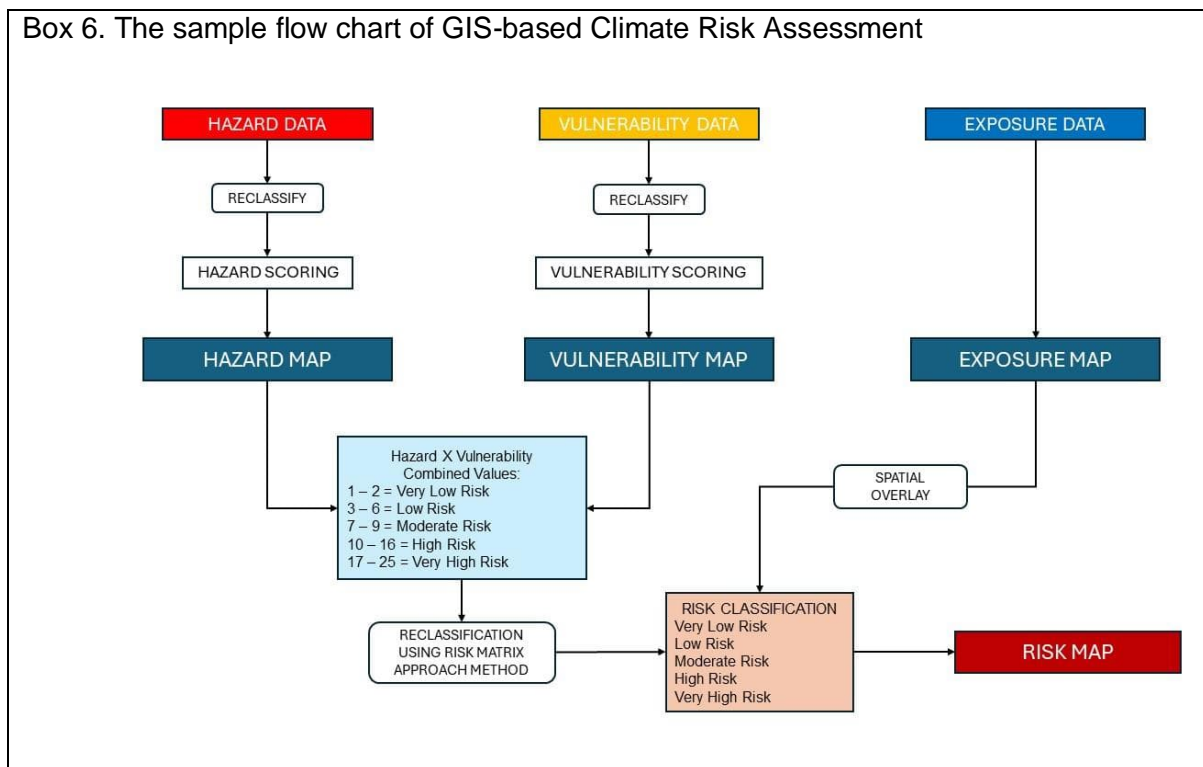 Box 6. The sample flow chart of GIS-based Climate Risk Assessment
HAZARD DATA
VULNERABILITY DATA
EXPOSURE DATA
RECLASSIFY
RECLASSIFY
HAZARD SCORING
VULNERABILITY SCORING
HAZARD MAP
VULNERABILITY MAP
EXPOSURE MAP
Hazard X Vulnerability
Combined Values:
1 – 2 = Very Low Risk
3 – 6 = Low Risk
7 – 9 = Moderate Risk
10 – 16 = High Risk
17 – 25 = Very High Risk
SPATIAL
OVERLAY
RECLASSIFICATION
USING RISK MATRIX
APPROACH METHOD
RISK CLASSIFICATION
Very Low Risk
Low Risk
Moderate Risk
High Risk
Very High Risk
RISK MAP